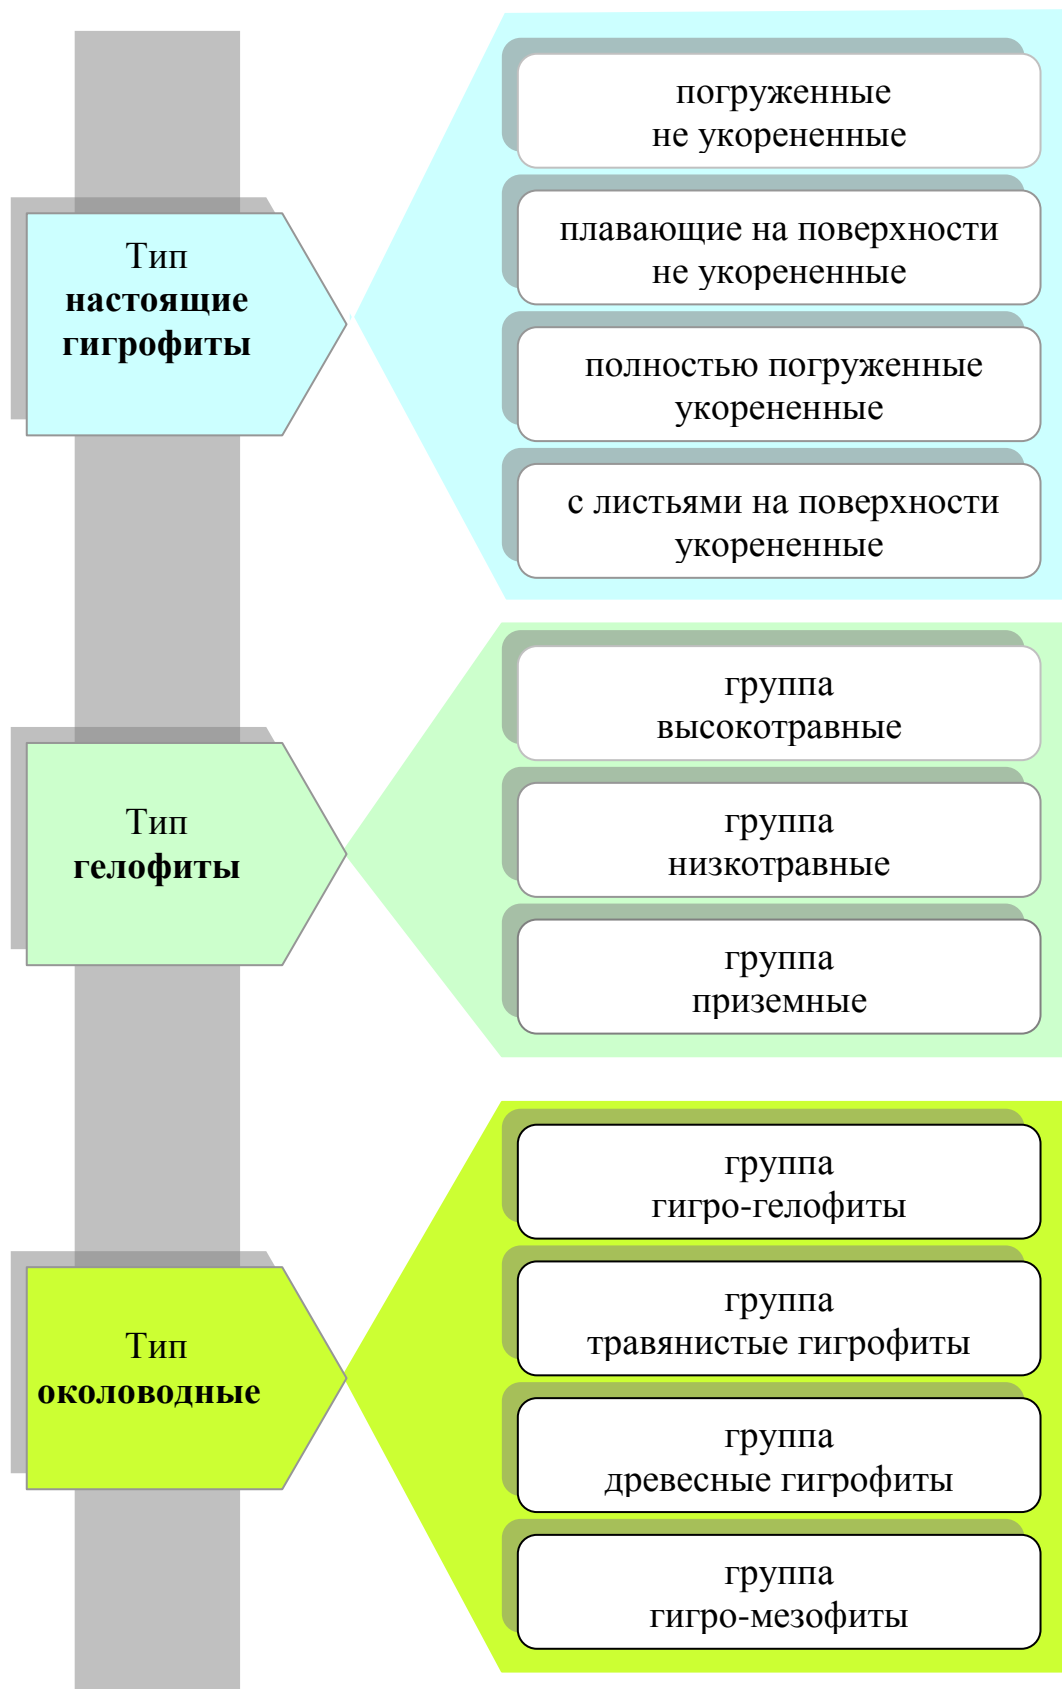 Тип
настоящие
гигрофиты
погруженные
не укорененные
плавающие на поверхности
не укорененные
полностью погруженные
укорененные
с листьями на поверхности
укорененные
Тип
гелофиты
группа
высокотравные
группа
низкотравные
группа
приземные
Тип
околоводные
группа
гигро-гелофиты
группа
травянистые гигрофиты
группа
древесные гигрофиты
группа
гигро-мезофиты